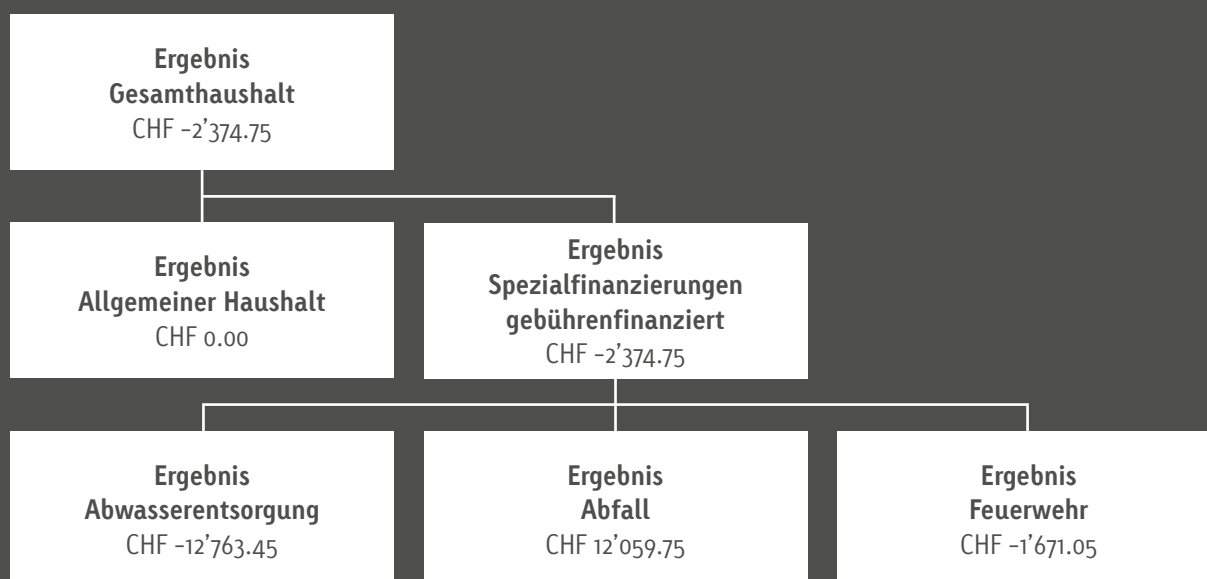 Ergebnis
Gesamthaushalt
CHF -2’374.75
Ergebnis
Allgemeiner Haushalt
CHF 0.00
Ergebnis
Spezialfinanzierungen
gebührenfinanziert
CHF -2’374.75
Ergebnis
Abwasserentsorgung
CHF -12’763.45
Ergebnis
Abfall
CHF 12’059.75
Ergebnis
Feuerwehr
CHF -1’671.05